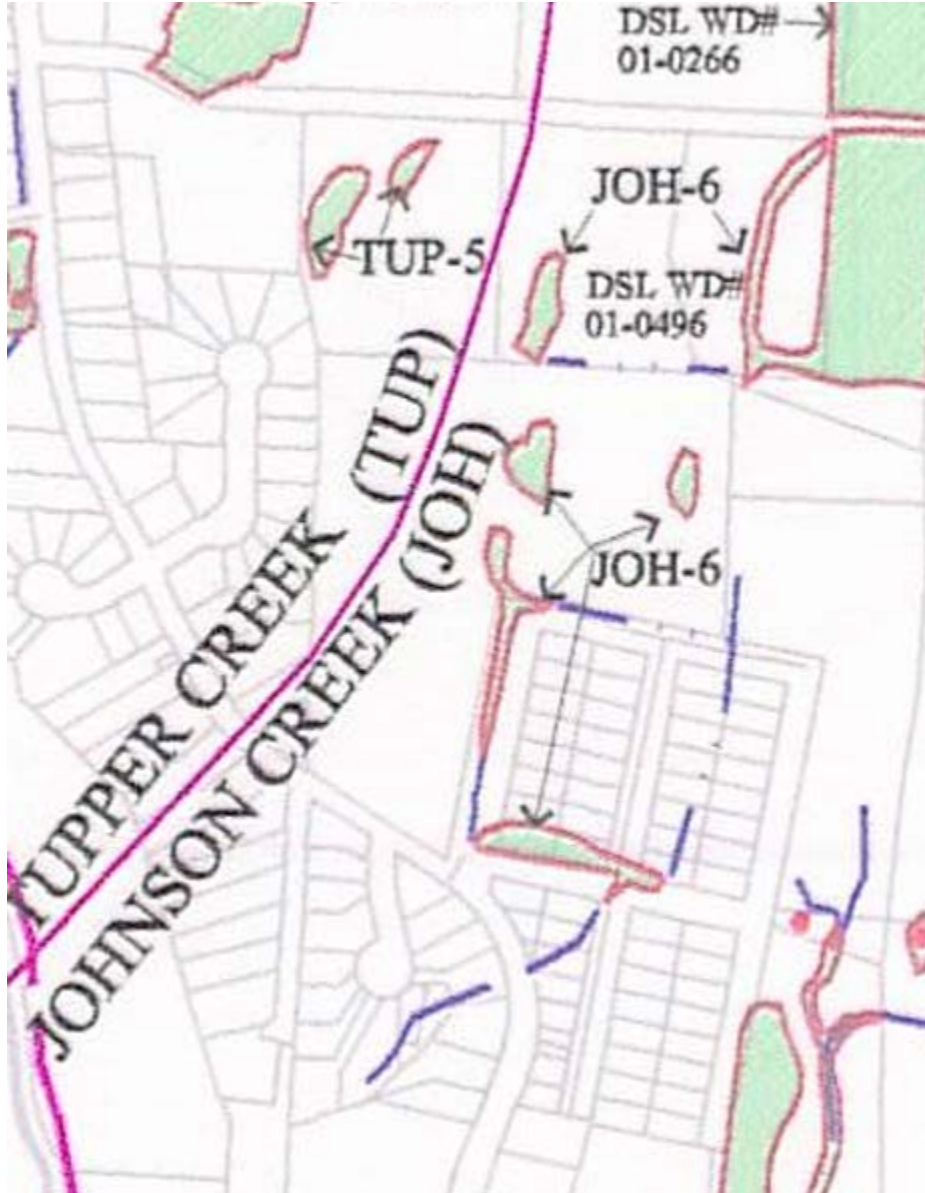 DSL WD#
01-0266
JOH-6
TUP-5
DSL WD#
01-0496
TUPPER CREEK (TUP)
JOHNSON CREEK (JOH)
JOH-6